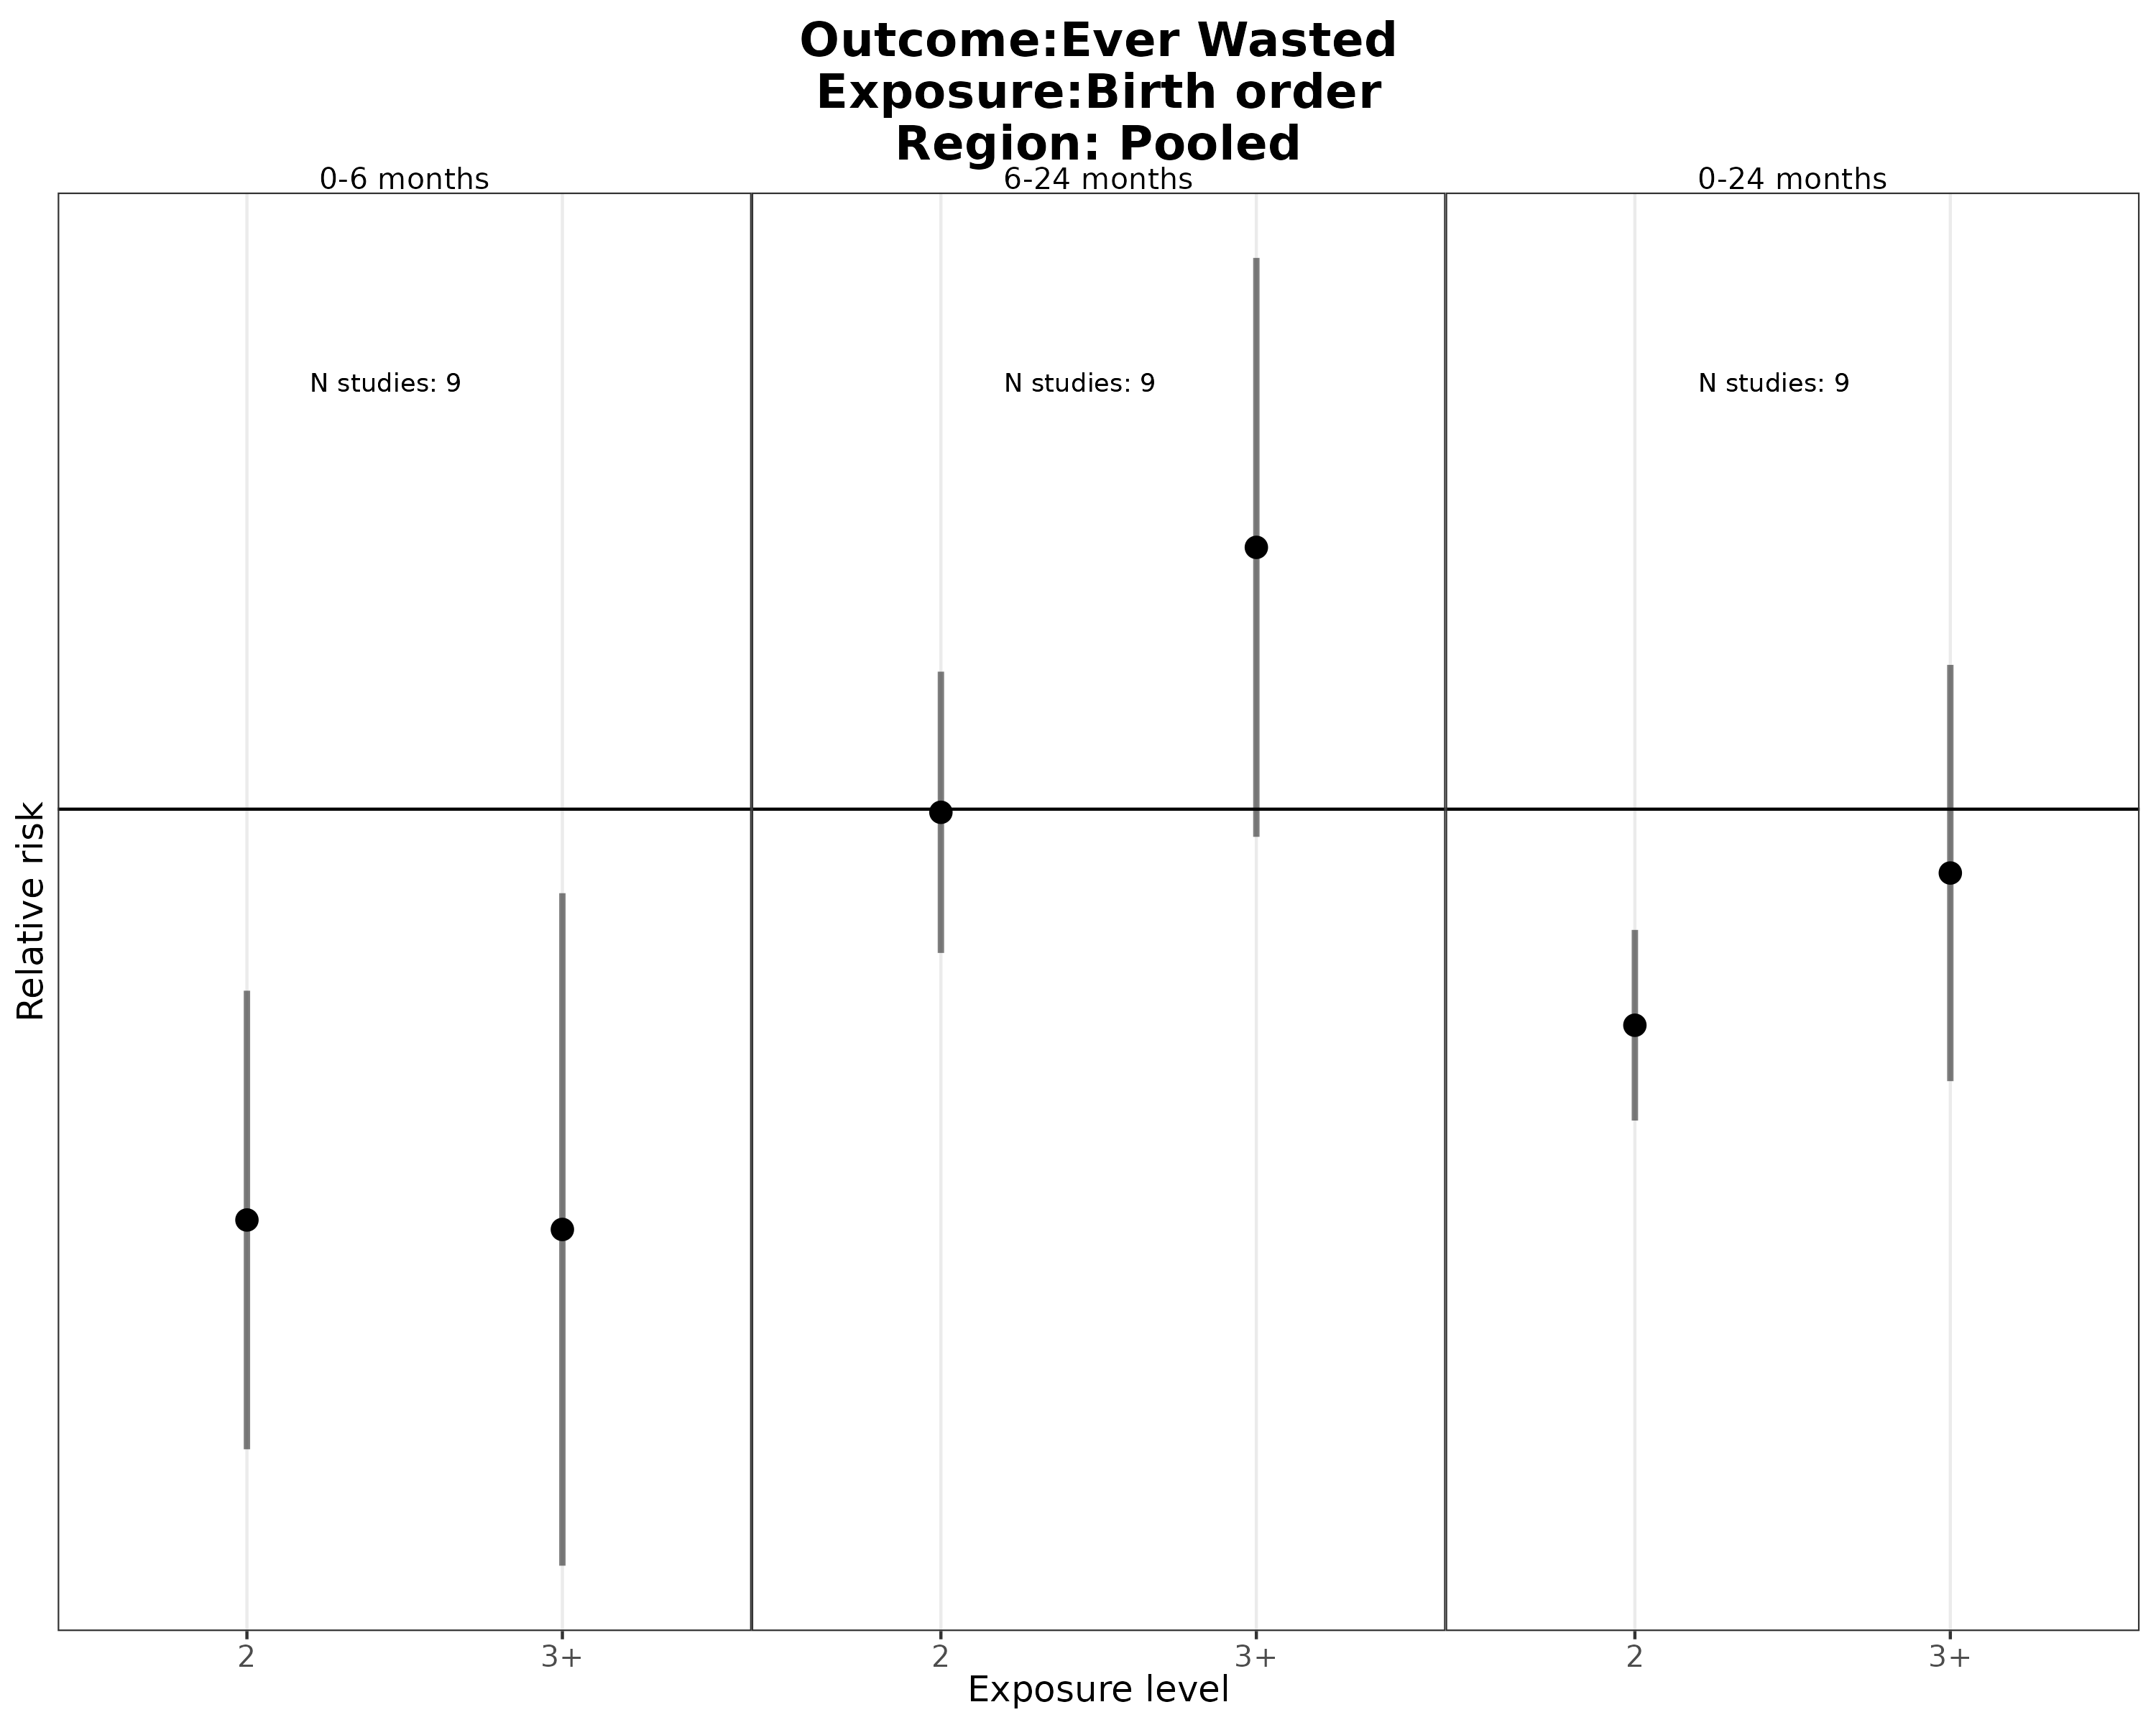 Outcome:Ever Wasted
Exposure:Birth order
Region: Pooled
0-6 months
6-24 months
0-24 months
N studies: 9
N studies: 9
N studies: 9
Relative risk
2
3+
2
3+
2
3+
Exposure level